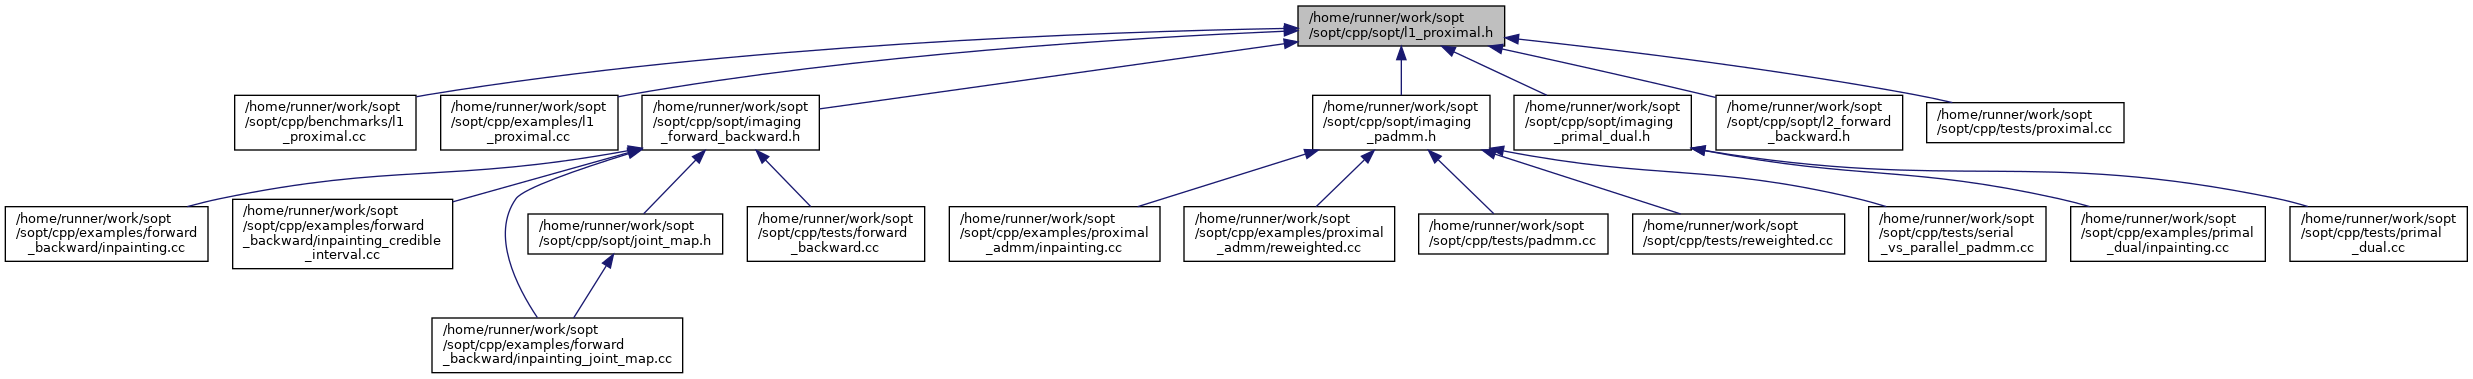 /home/runner/work/sopt
/sopt/cpp/sopt/l1_proximal.h
/home/runner/work/sopt
/sopt/cpp/benchmarks/l1
_proximal.cc
/home/runner/work/sopt
/sopt/cpp/examples/l1
_proximal.cc
/home/runner/work/sopt
/sopt/cpp/sopt/imaging
_forward_backward.h
/home/runner/work/sopt
/sopt/cpp/sopt/imaging
_padmm.h
/home/runner/work/sopt
/sopt/cpp/sopt/imaging
_primal_dual.h
/home/runner/work/sopt
/sopt/cpp/sopt/l2_forward
_backward.h
/home/runner/work/sopt
/sopt/cpp/tests/proximal.cc
/home/runner/work/sopt
/sopt/cpp/examples/forward
_backward/inpainting.cc
/home/runner/work/sopt
/sopt/cpp/examples/forward
_backward/inpainting_credible
_interval.cc
/home/runner/work/sopt
/sopt/cpp/sopt/joint_map.h
/home/runner/work/sopt
/sopt/cpp/tests/forward
_backward.cc
/home/runner/work/sopt
/sopt/cpp/examples/proximal
_admm/inpainting.cc
/home/runner/work/sopt
/sopt/cpp/examples/proximal
_admm/reweighted.cc
/home/runner/work/sopt
/sopt/cpp/tests/padmm.cc
/home/runner/work/sopt
/sopt/cpp/tests/reweighted.cc
/home/runner/work/sopt
/sopt/cpp/tests/serial
_vs_parallel_padmm.cc
/home/runner/work/sopt
/sopt/cpp/examples/primal
_dual/inpainting.cc
/home/runner/work/sopt
/sopt/cpp/tests/primal
_dual.cc
/home/runner/work/sopt
/sopt/cpp/examples/forward
_backward/inpainting_joint_map.cc